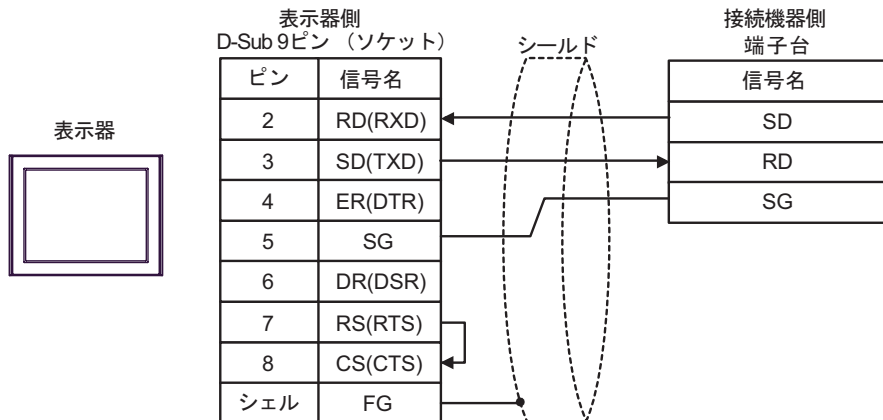 表示器側
D-Sub 9ピン （ソケット）
シールド
接続機器側
端子台
表示器
ピン 信号名
2 RD(RXD)
3 SD(TXD)
4 ER(DTR)
5 SG
6 DR(DSR)
7 RS(RTS)
8 CS(CTS)
シェル FG
信号名
SD
RD
SG